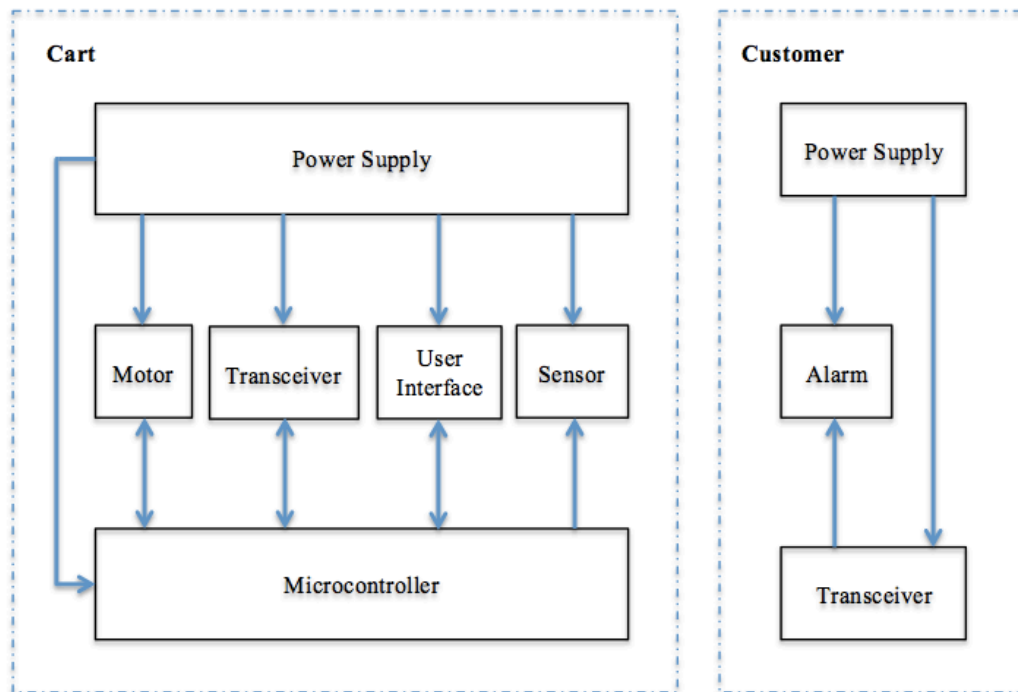 Cart
Customer
Power Supply
Power Supply
Motor
Transceiver
User
Interface
Sensor
Alarm
Microcontroller
Transceiver